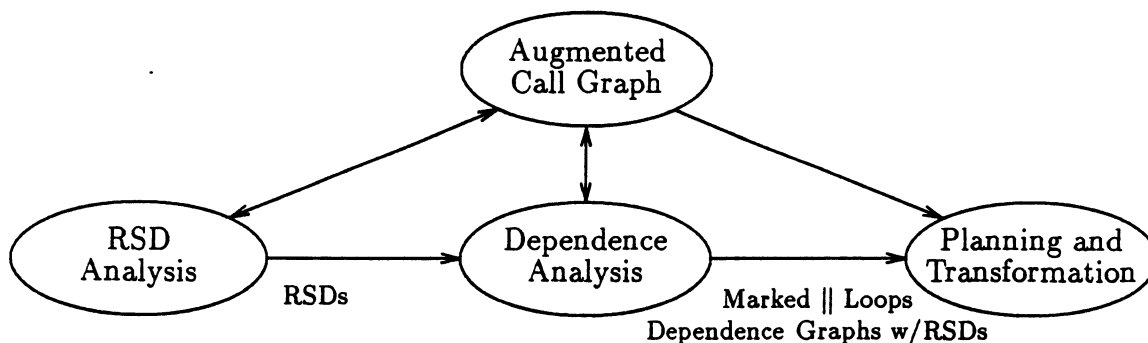 Augmented
Call Graph
RSD
Analysis
Dependence
Analysis
Planning and
Transformation
RSDs
Marked || Loops
Dependence Graphs w/RSDs